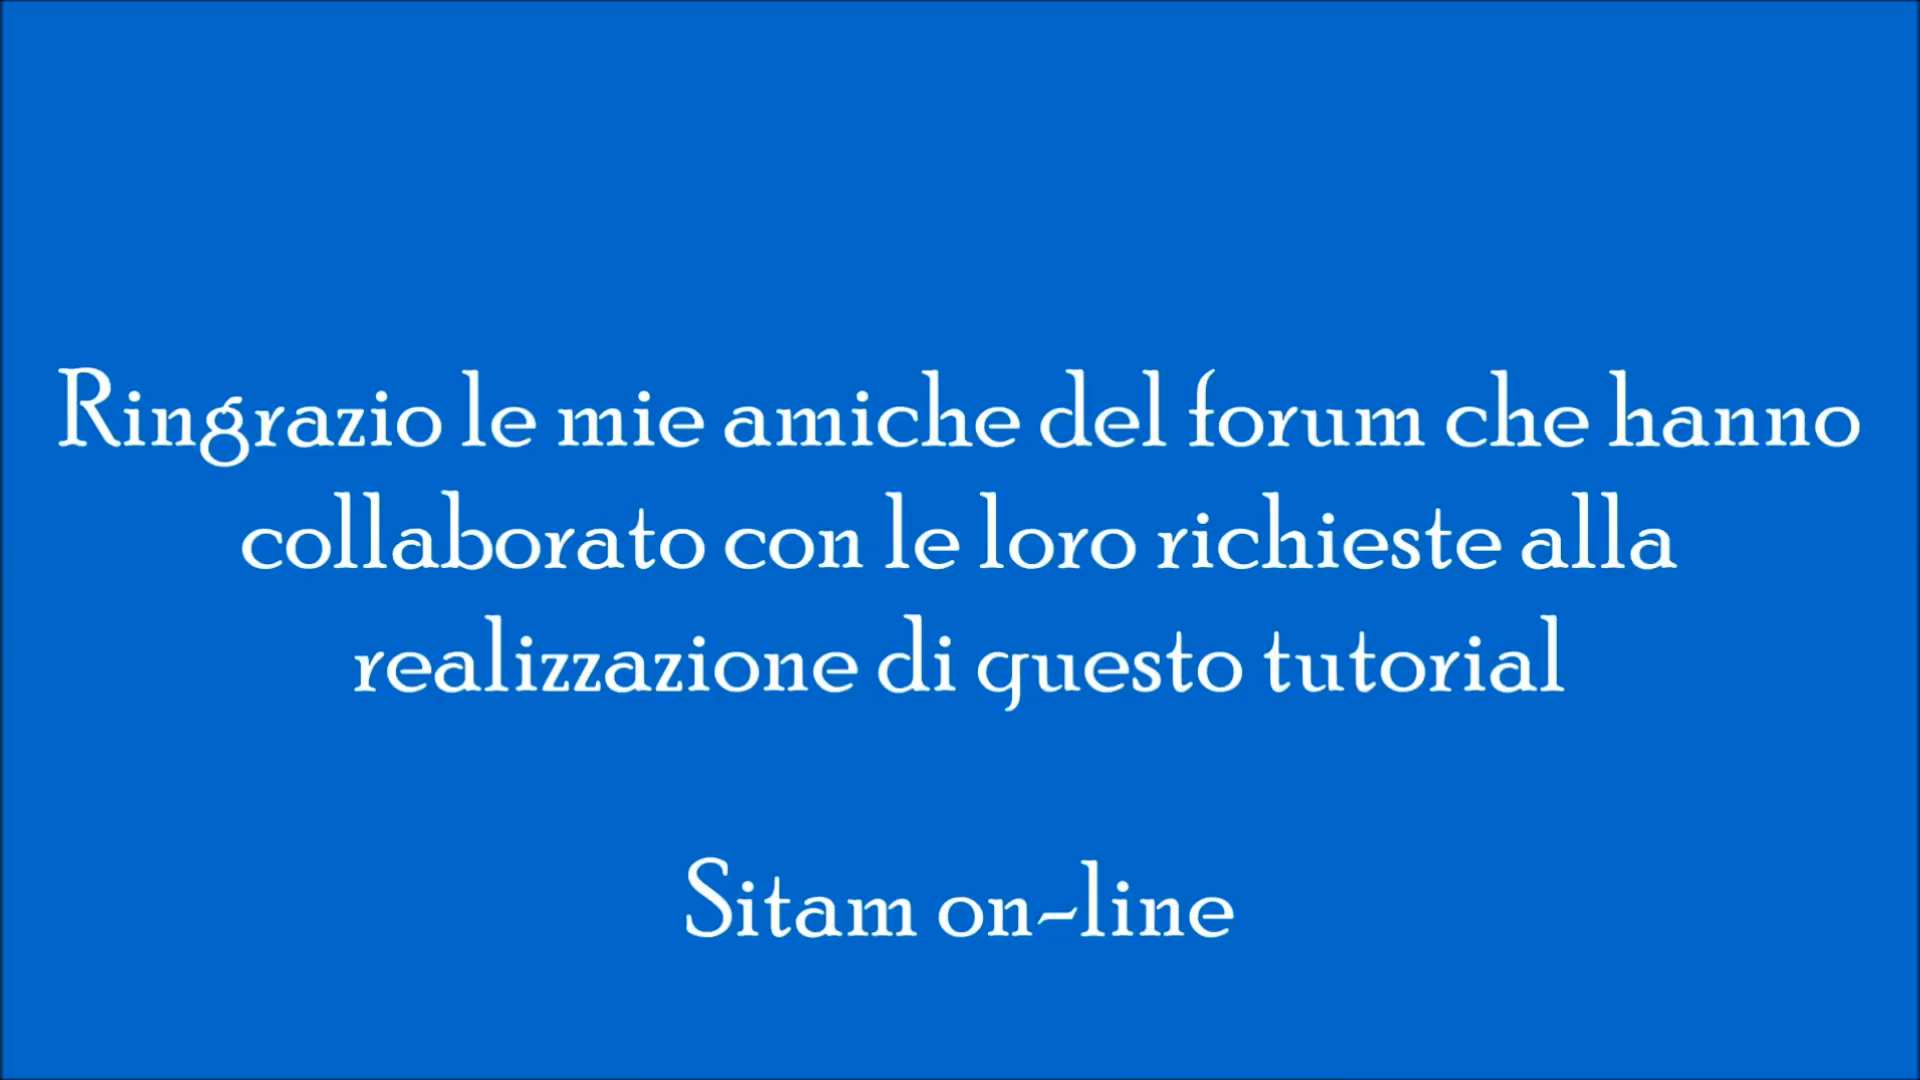 Ringrazio le mie amiche del forum che hanno
collaborato con le loro richieste alla
realizzazione di questo tutorial
Sitam on-line